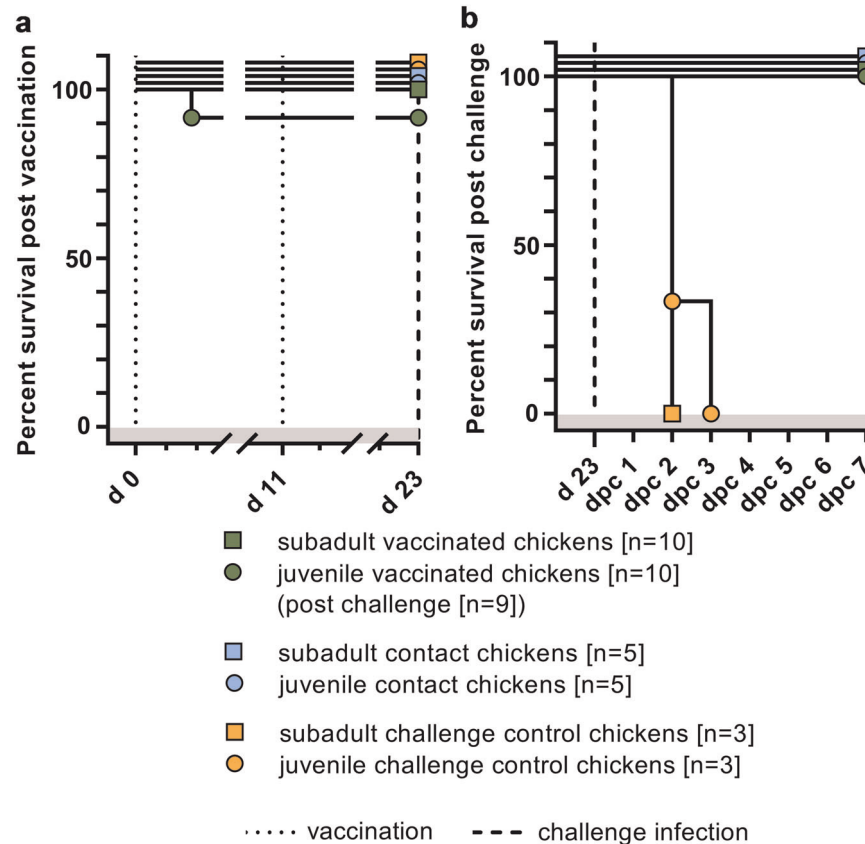 a
Percent survival post vaccination
100
50
0
d 0
d 11
d 23
b
Percent survival post challenge
100
50
0
d 23
dpc 1
dpc 2
dpc 3
dpc 4
dpc 5
dpc 6
dpc 7
subadult vaccinated chickens [n=10]
juvenile vaccinated chickens [n=10]
(post challenge [n=9])
subadult contact chickens [n=5]
juvenile contact chickens [n=5]
subadult challenge control chickens [n=3]
juvenile challenge control chickens [n=3]
vaccination
challenge infection